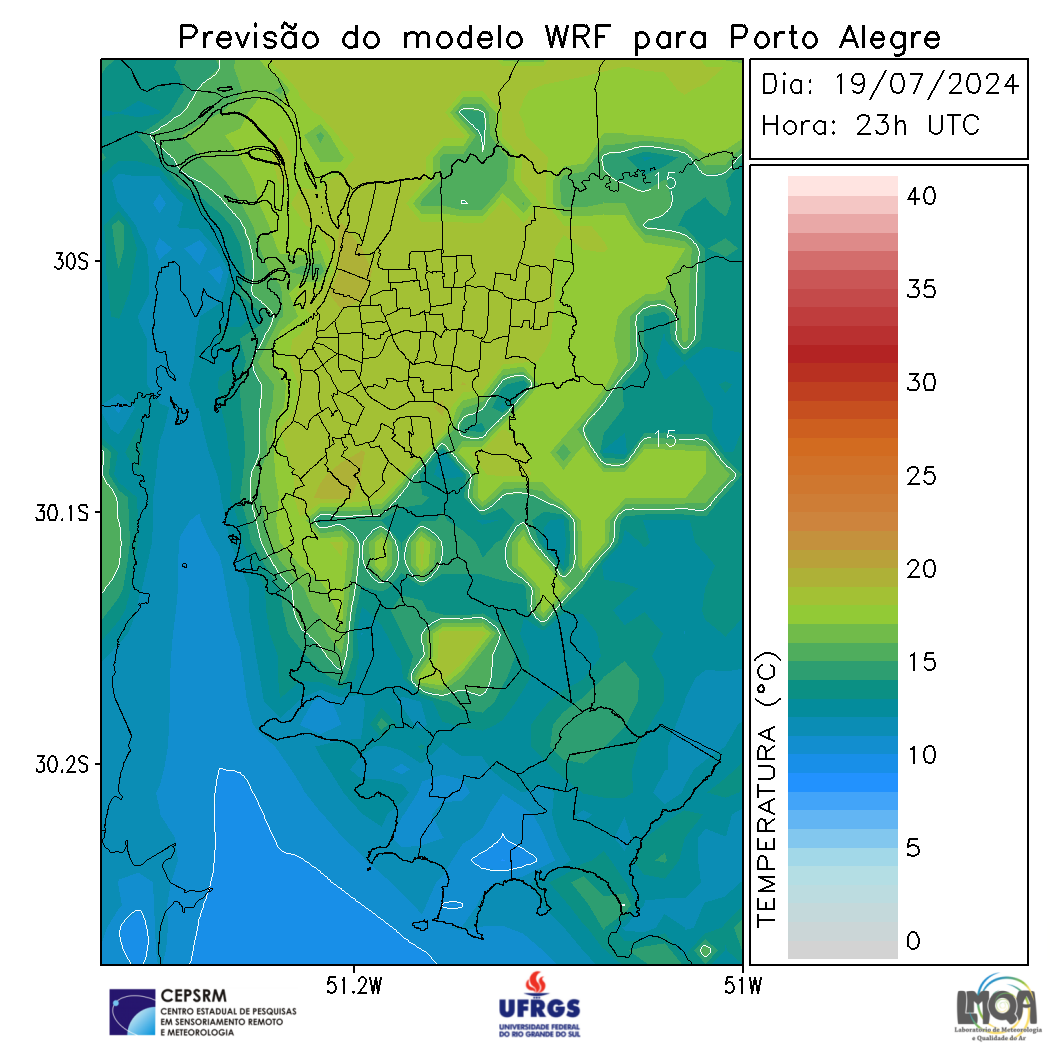 Previsão do modelo WRF para Porto Alegre
Dia: 19/07/2024
Hora: 23h UTC
15
15
30S
30.1S
30.2S
51.2W
51W
40
35
30
25
20
15
10
5
0
TEMPERATURA (°C)
CEPSRM
CENTRO ESTADUAL DE PESQUISAS
EM SENSORIAMENTO REMOTO
E METEOROLOGIA
UFRGS
UNIVERSIDADE FEDERAL
DO RIO GRANDE DO SUL
LMQA
Laboratório de Meteorologia
e Qualidade do Ar